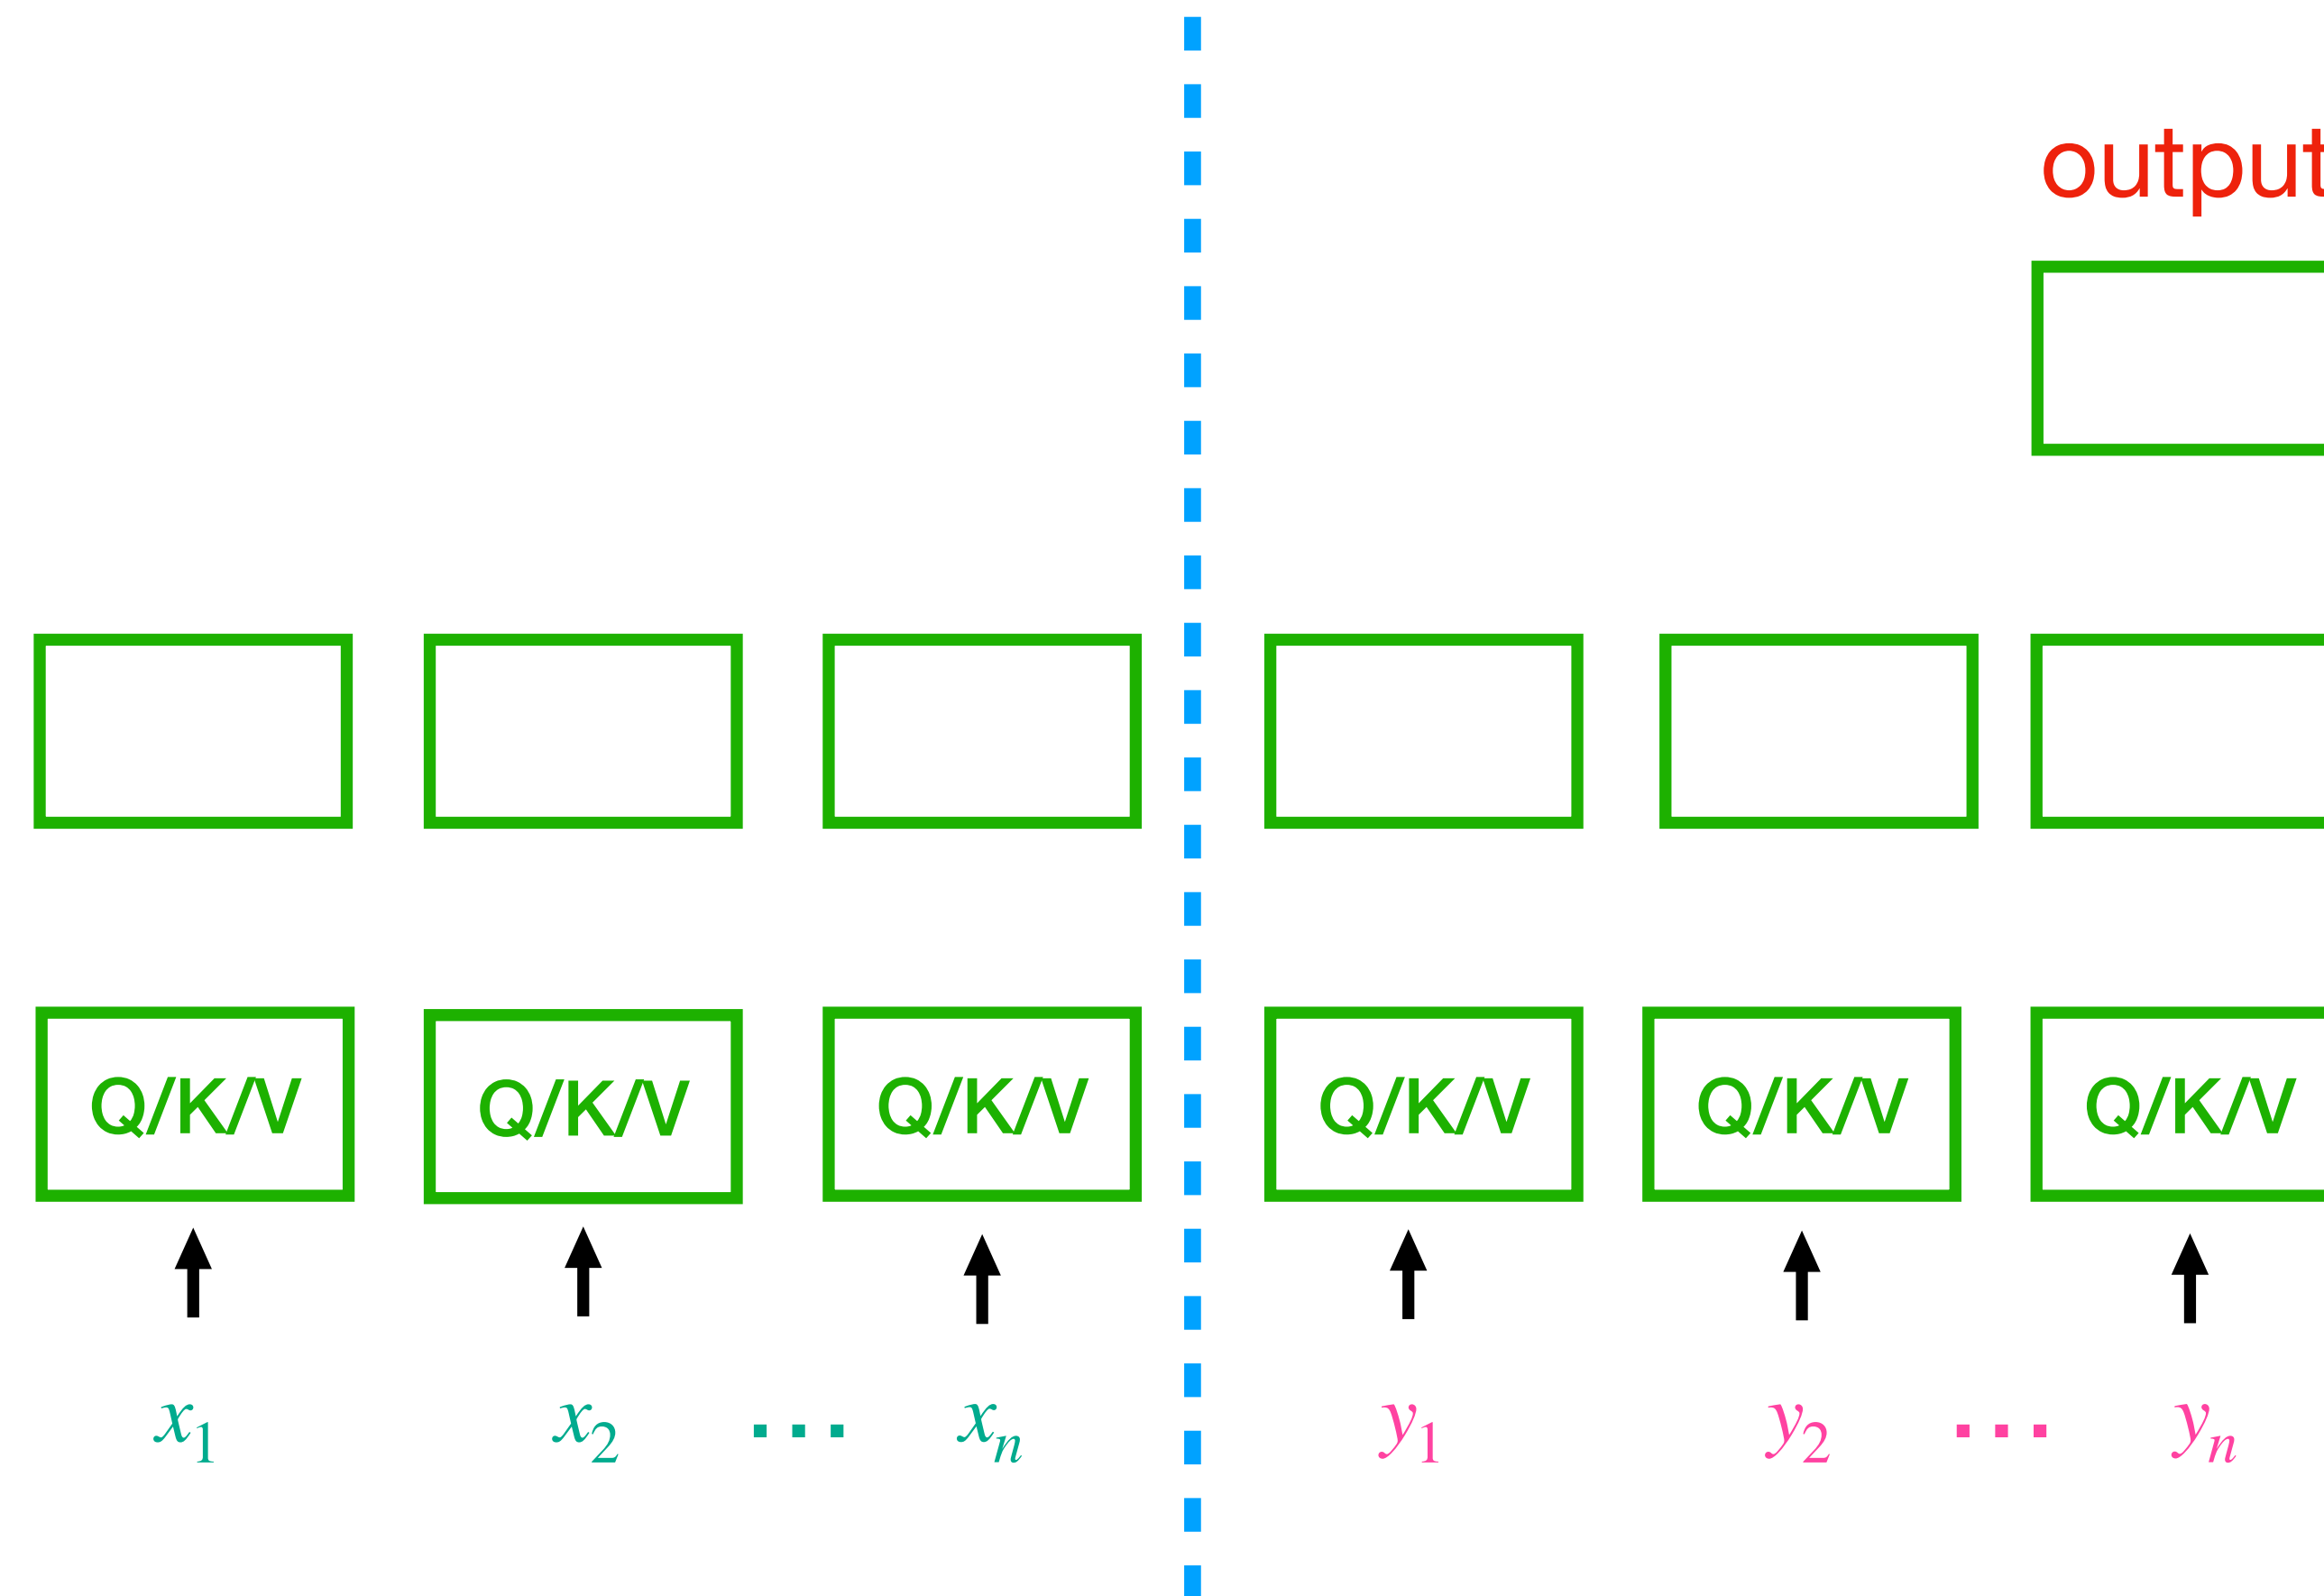 output
Q/K/V Q/K/V Q/K/V Q/K/V Q/K/V Q/K/V
x₁ x₂ ... xₙ y₁ y₂ ... yₙ